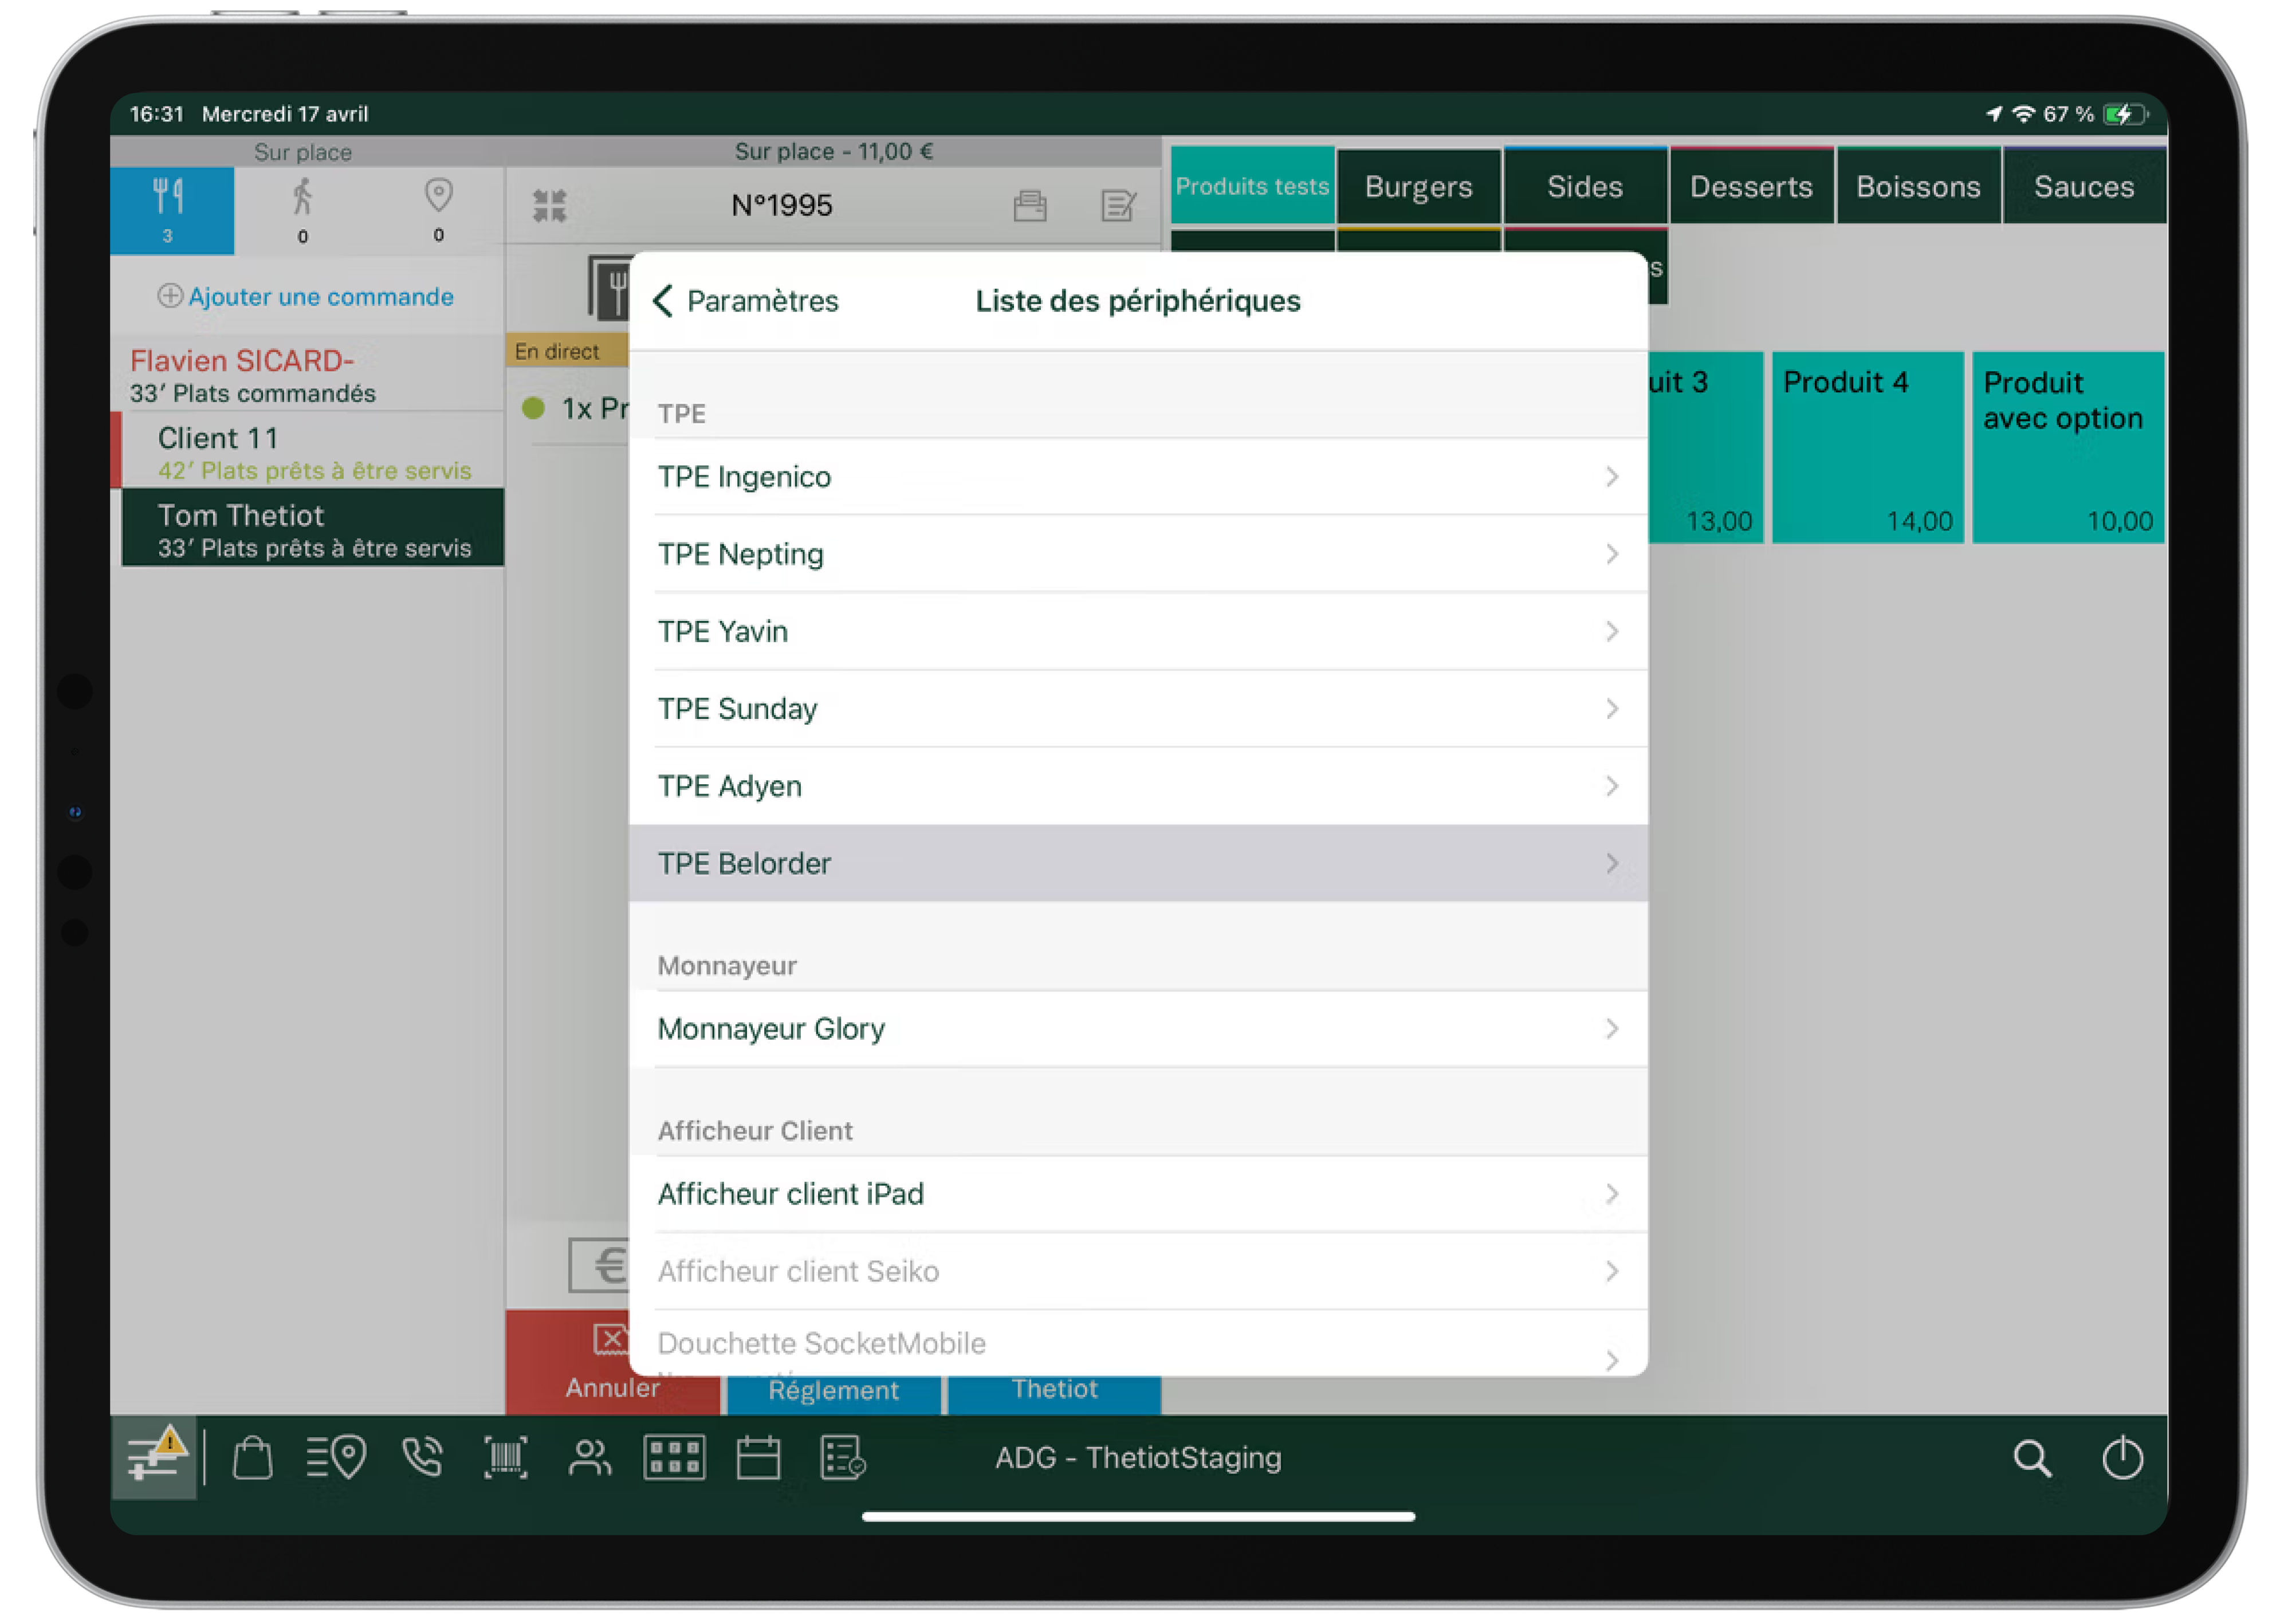 16:31 Mercredi 17 avril
67 %
Sur place
Sur place - 11,00 €
3
0
0
N°1995
Produits tests
Burgers
Sides
Desserts
Boissons
Sauces
s
Ajouter une commande
Flavien SICARD-
33’ Plats commandés
Client 11
42’ Plats prêts à être servis
Tom Thetiot
33’ Plats prêts à être servis
En direct
1x Pr
Paramètres
Liste des périphériques
TPE
TPE Ingenico
TPE Nepting
TPE Yavin
TPE Sunday
TPE Adyen
TPE Belorder
Monnayeur
Monnayeur Glory
Afficheur Client
Afficheur client iPad
Afficheur client Seiko
Douchette SocketMobile
uit 3
13,00
Produit 4
14,00
Produit
avec option
10,00
€
Annuler
Réglement
Thetiot
ADG - ThetiotStaging